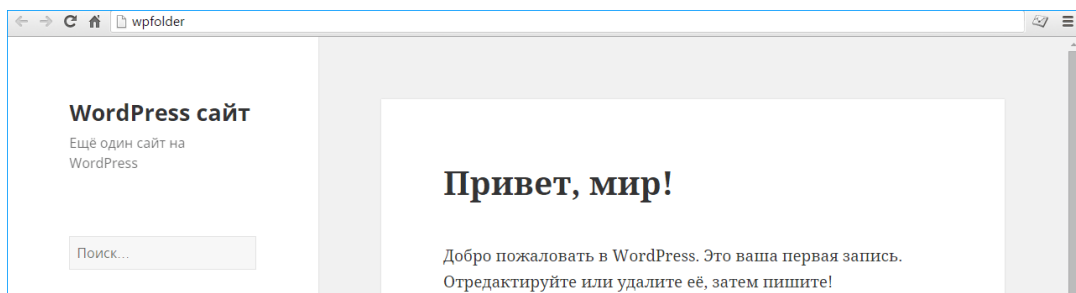 wpfolder
WordPress сайт
Ещё один сайт на
WordPress
Поиск…
Привет, мир!
Добро пожаловать в WordPress. Это ваша первая запись.
Отредактируйте или удалите её, затем пишите!